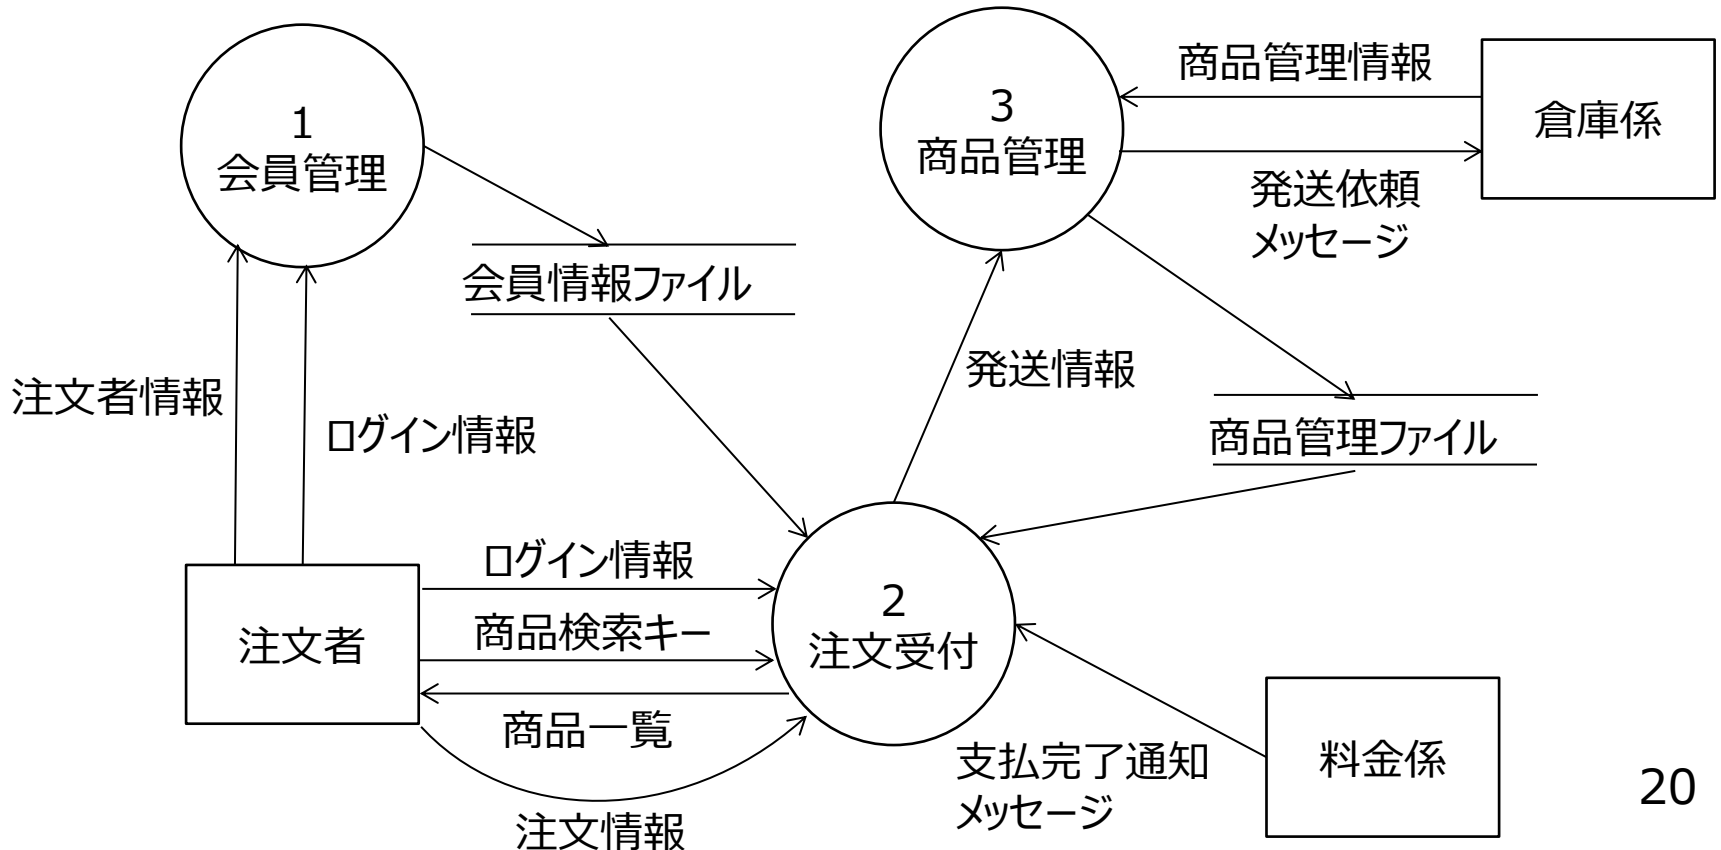 1
会員管理
3
商品管理
商品管理情報
倉庫係
発送依頼
メッセージ
会員情報ファイル
発送情報
注文者情報
ログイン情報
商品管理ファイル
ログイン情報
商品検索キー
注文者
2
注文受付
商品一覧
注文情報
支払完了通知
メッセージ
料金係
20